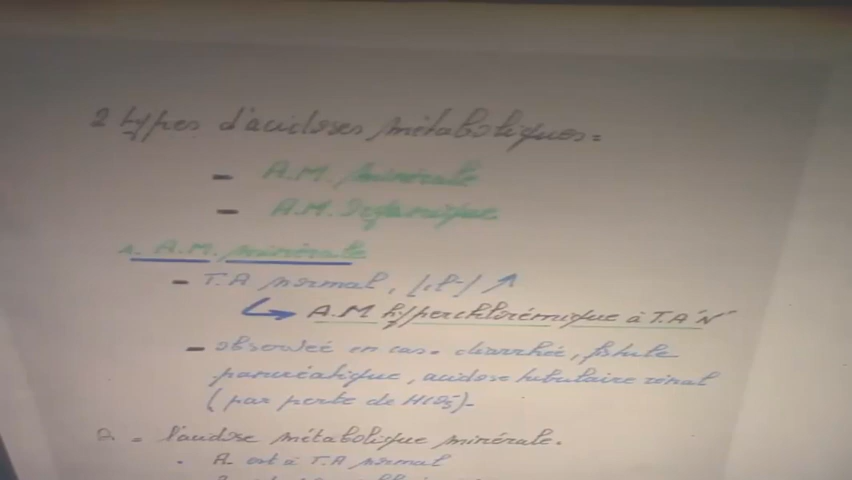 2 types d'acidoses métaboliques =
- A.M. minérale
- A.M. Organique
1. A.M. minérale
- T.A normal, [Cl-] ↗
↳ A.M hyperchlorémique à T.A "N"
- observée en cas = diarrhée, fistule
pancréatique, acidose tubulaire rénal
(par perte de HCO3-)-
Q. l'acidose métabolique minérale.
. A. est à T.A normal